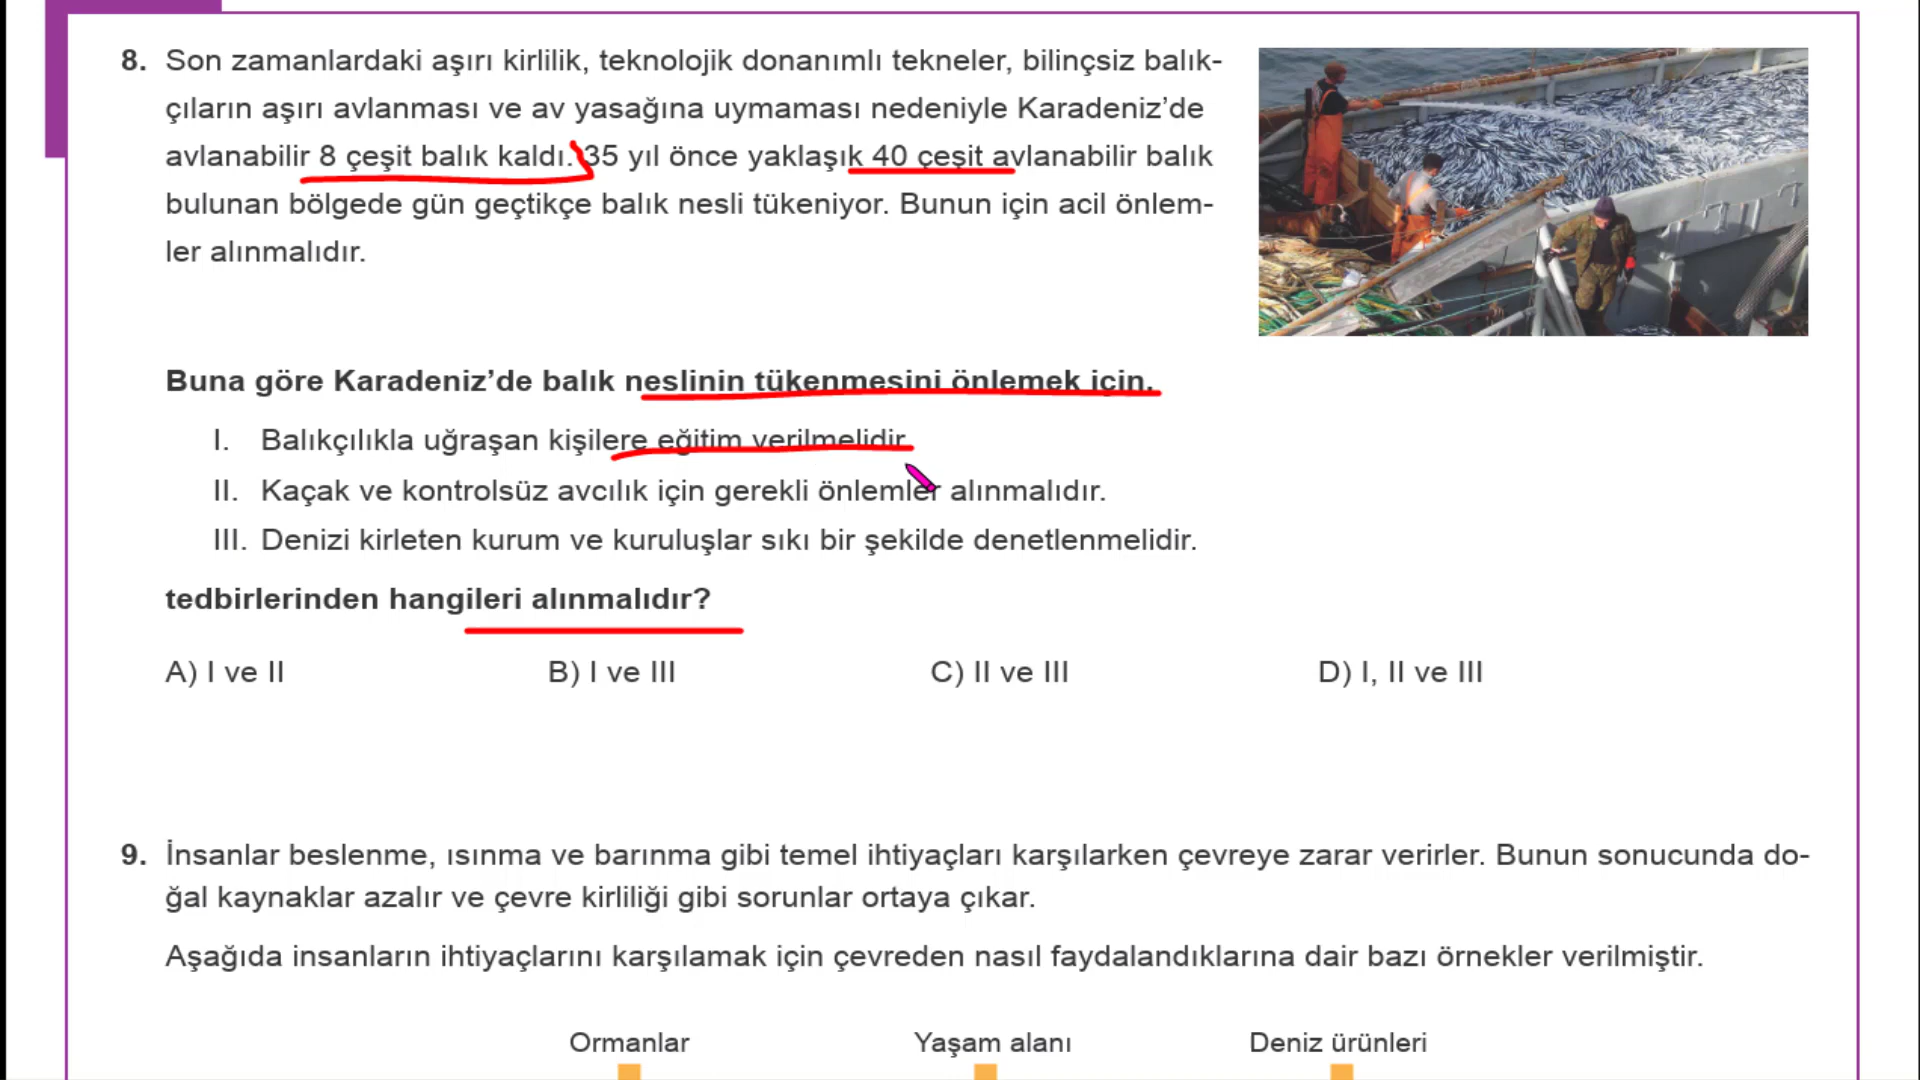 8. Son zamanlardaki aşırı kirlilik, teknolojik donanımlı tekneler, bilinçsiz balık-
çıların aşırı avlanması ve av yasağına uymaması nedeniyle Karadeniz’de
avlanabilir 8 çeşit balık kaldı. 35 yıl önce yaklaşık 40 çeşit avlanabilir balık
bulunan bölgede gün geçtikçe balık nesli tükeniyor. Bunun için acil önlem-
ler alınmalıdır.
Buna göre Karadeniz’de balık neslinin tükenmesini önlemek için,
I. Balıkçılıkla uğraşan kişilere eğitim verilmelidir.
II. Kaçak ve kontrolsüz avcılık için gerekli önlemler alınmalıdır.
III. Denizi kirleten kurum ve kuruluşlar sıkı bir şekilde denetlenmelidir.
tedbirlerinden hangileri alınmalıdır?
A) I ve II B) I ve III C) II ve III D) I, II ve III
9. İnsanlar beslenme, ısınma ve barınma gibi temel ihtiyaçları karşılarken çevreye zarar verirler. Bunun sonucunda do-
ğal kaynaklar azalır ve çevre kirliliği gibi sorunlar ortaya çıkar.
Aşağıda insanların ihtiyaçlarını karşılamak için çevreden nasıl faydalandıklarına dair bazı örnekler verilmiştir.
Ormanlar Yaşam alanı Deniz ürünleri